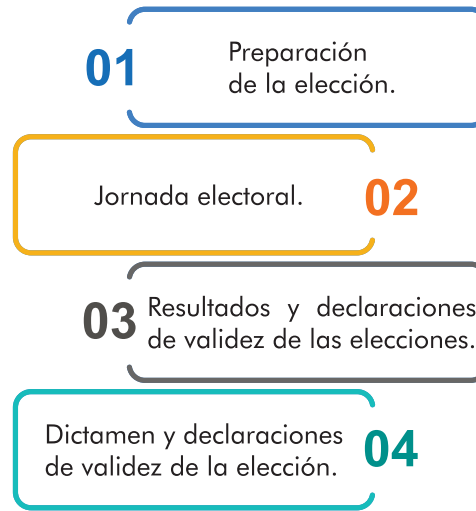 01
Preparación
de la elección.
Jornada electoral.
02
03
Resultados y declaraciones
de validez de las elecciones.
Dictamen y declaraciones
de validez de la elección.
04